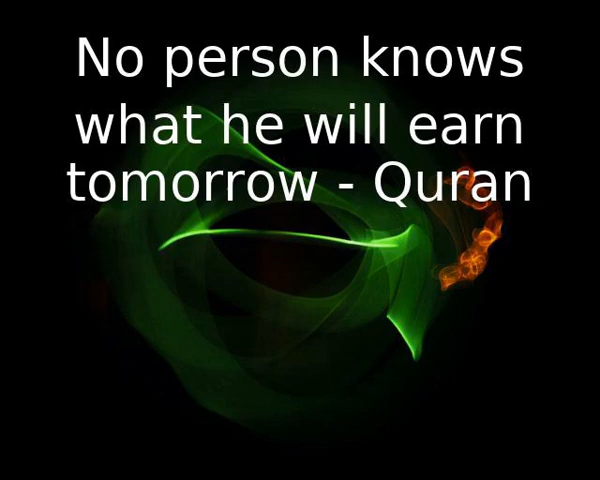 No person knows
what he will earn
tomorrow - Quran